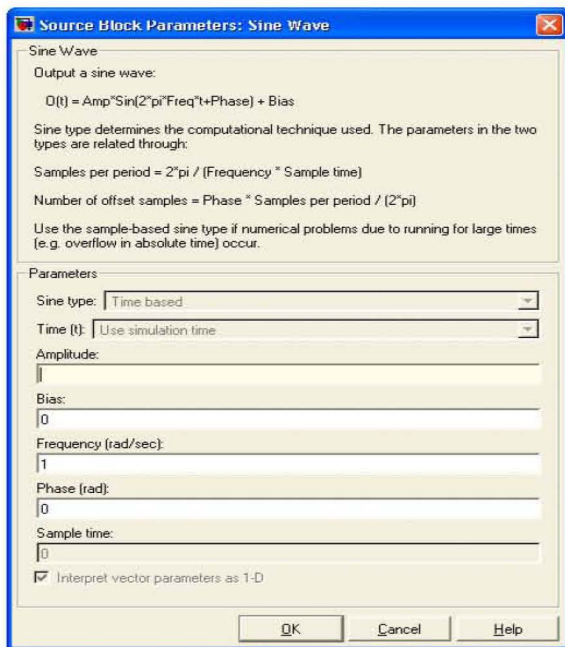 Source Block Parameters: Sine Wave
Sine Wave
Output a sine wave:
O(t) = Amp*Sin(2*pi*Freq*t+Phase) + Bias
Sine type determines the computational technique used. The parameters in the two
types are related through:
Samples per period = 2*pi / (Frequency * Sample time)
Number of offset samples = Phase * Samples per period / (2*pi)
Use the sample-based sine type if numerical problems due to running for large times
(e.g. overflow in absolute time) occur.
Parameters
Sine type: Time based
Time (t): Use simulation time
Amplitude:
Bias:
0
Frequency (rad/sec):
1
Phase (rad):
0
Sample time:
0
Interpret vector parameters as 1-D
OK Cancel Help